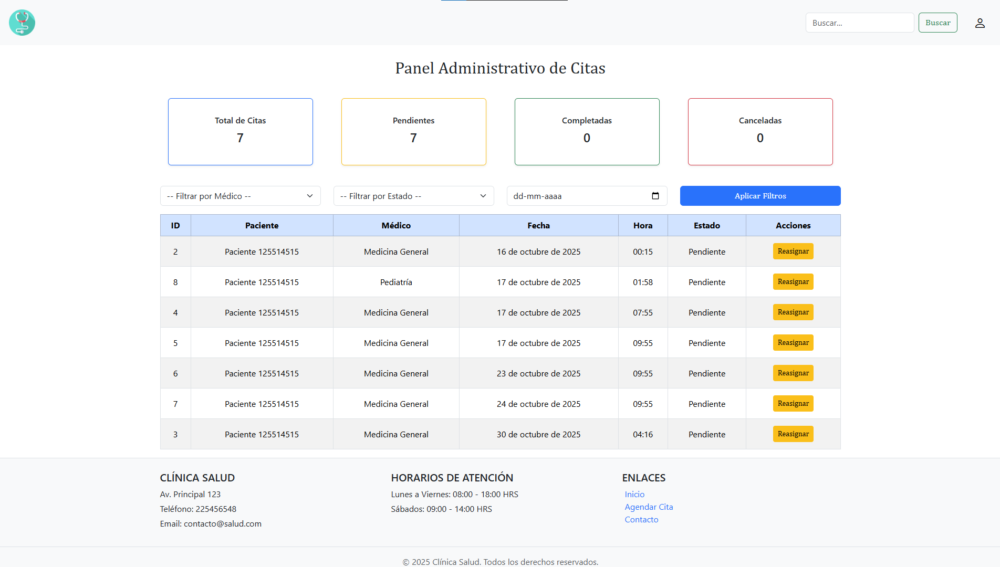 Buscar...
Buscar
Panel Administrativo de Citas
Total de Citas
7
Pendientes
7
Completadas
0
Canceladas
0
-- Filtrar por Médico --
-- Filtrar por Estado --
dd-mm-aaaa
Aplicar Filtros
ID Paciente Médico Fecha Hora Estado Acciones
2 Paciente 125514515 Medicina General 16 de octubre de 2025 00:15 Pendiente Reasignar
8 Paciente 125514515 Pediatría 17 de octubre de 2025 01:58 Pendiente Reasignar
4 Paciente 125514515 Medicina General 17 de octubre de 2025 07:55 Pendiente Reasignar
5 Paciente 125514515 Medicina General 17 de octubre de 2025 09:55 Pendiente Reasignar
6 Paciente 125514515 Medicina General 23 de octubre de 2025 09:55 Pendiente Reasignar
7 Paciente 125514515 Medicina General 24 de octubre de 2025 09:55 Pendiente Reasignar
3 Paciente 125514515 Medicina General 30 de octubre de 2025 04:16 Pendiente Reasignar
CLÍNICA SALUD
Av. Principal 123
Teléfono: 225456548
Email: contacto@salud.com
HORARIOS DE ATENCIÓN
Lunes a Viernes: 08:00 - 18:00 HRS
Sábados: 09:00 - 14:00 HRS
ENLACES
Inicio
Agendar Cita
Contacto
© 2025 Clínica Salud. Todos los derechos reservados.